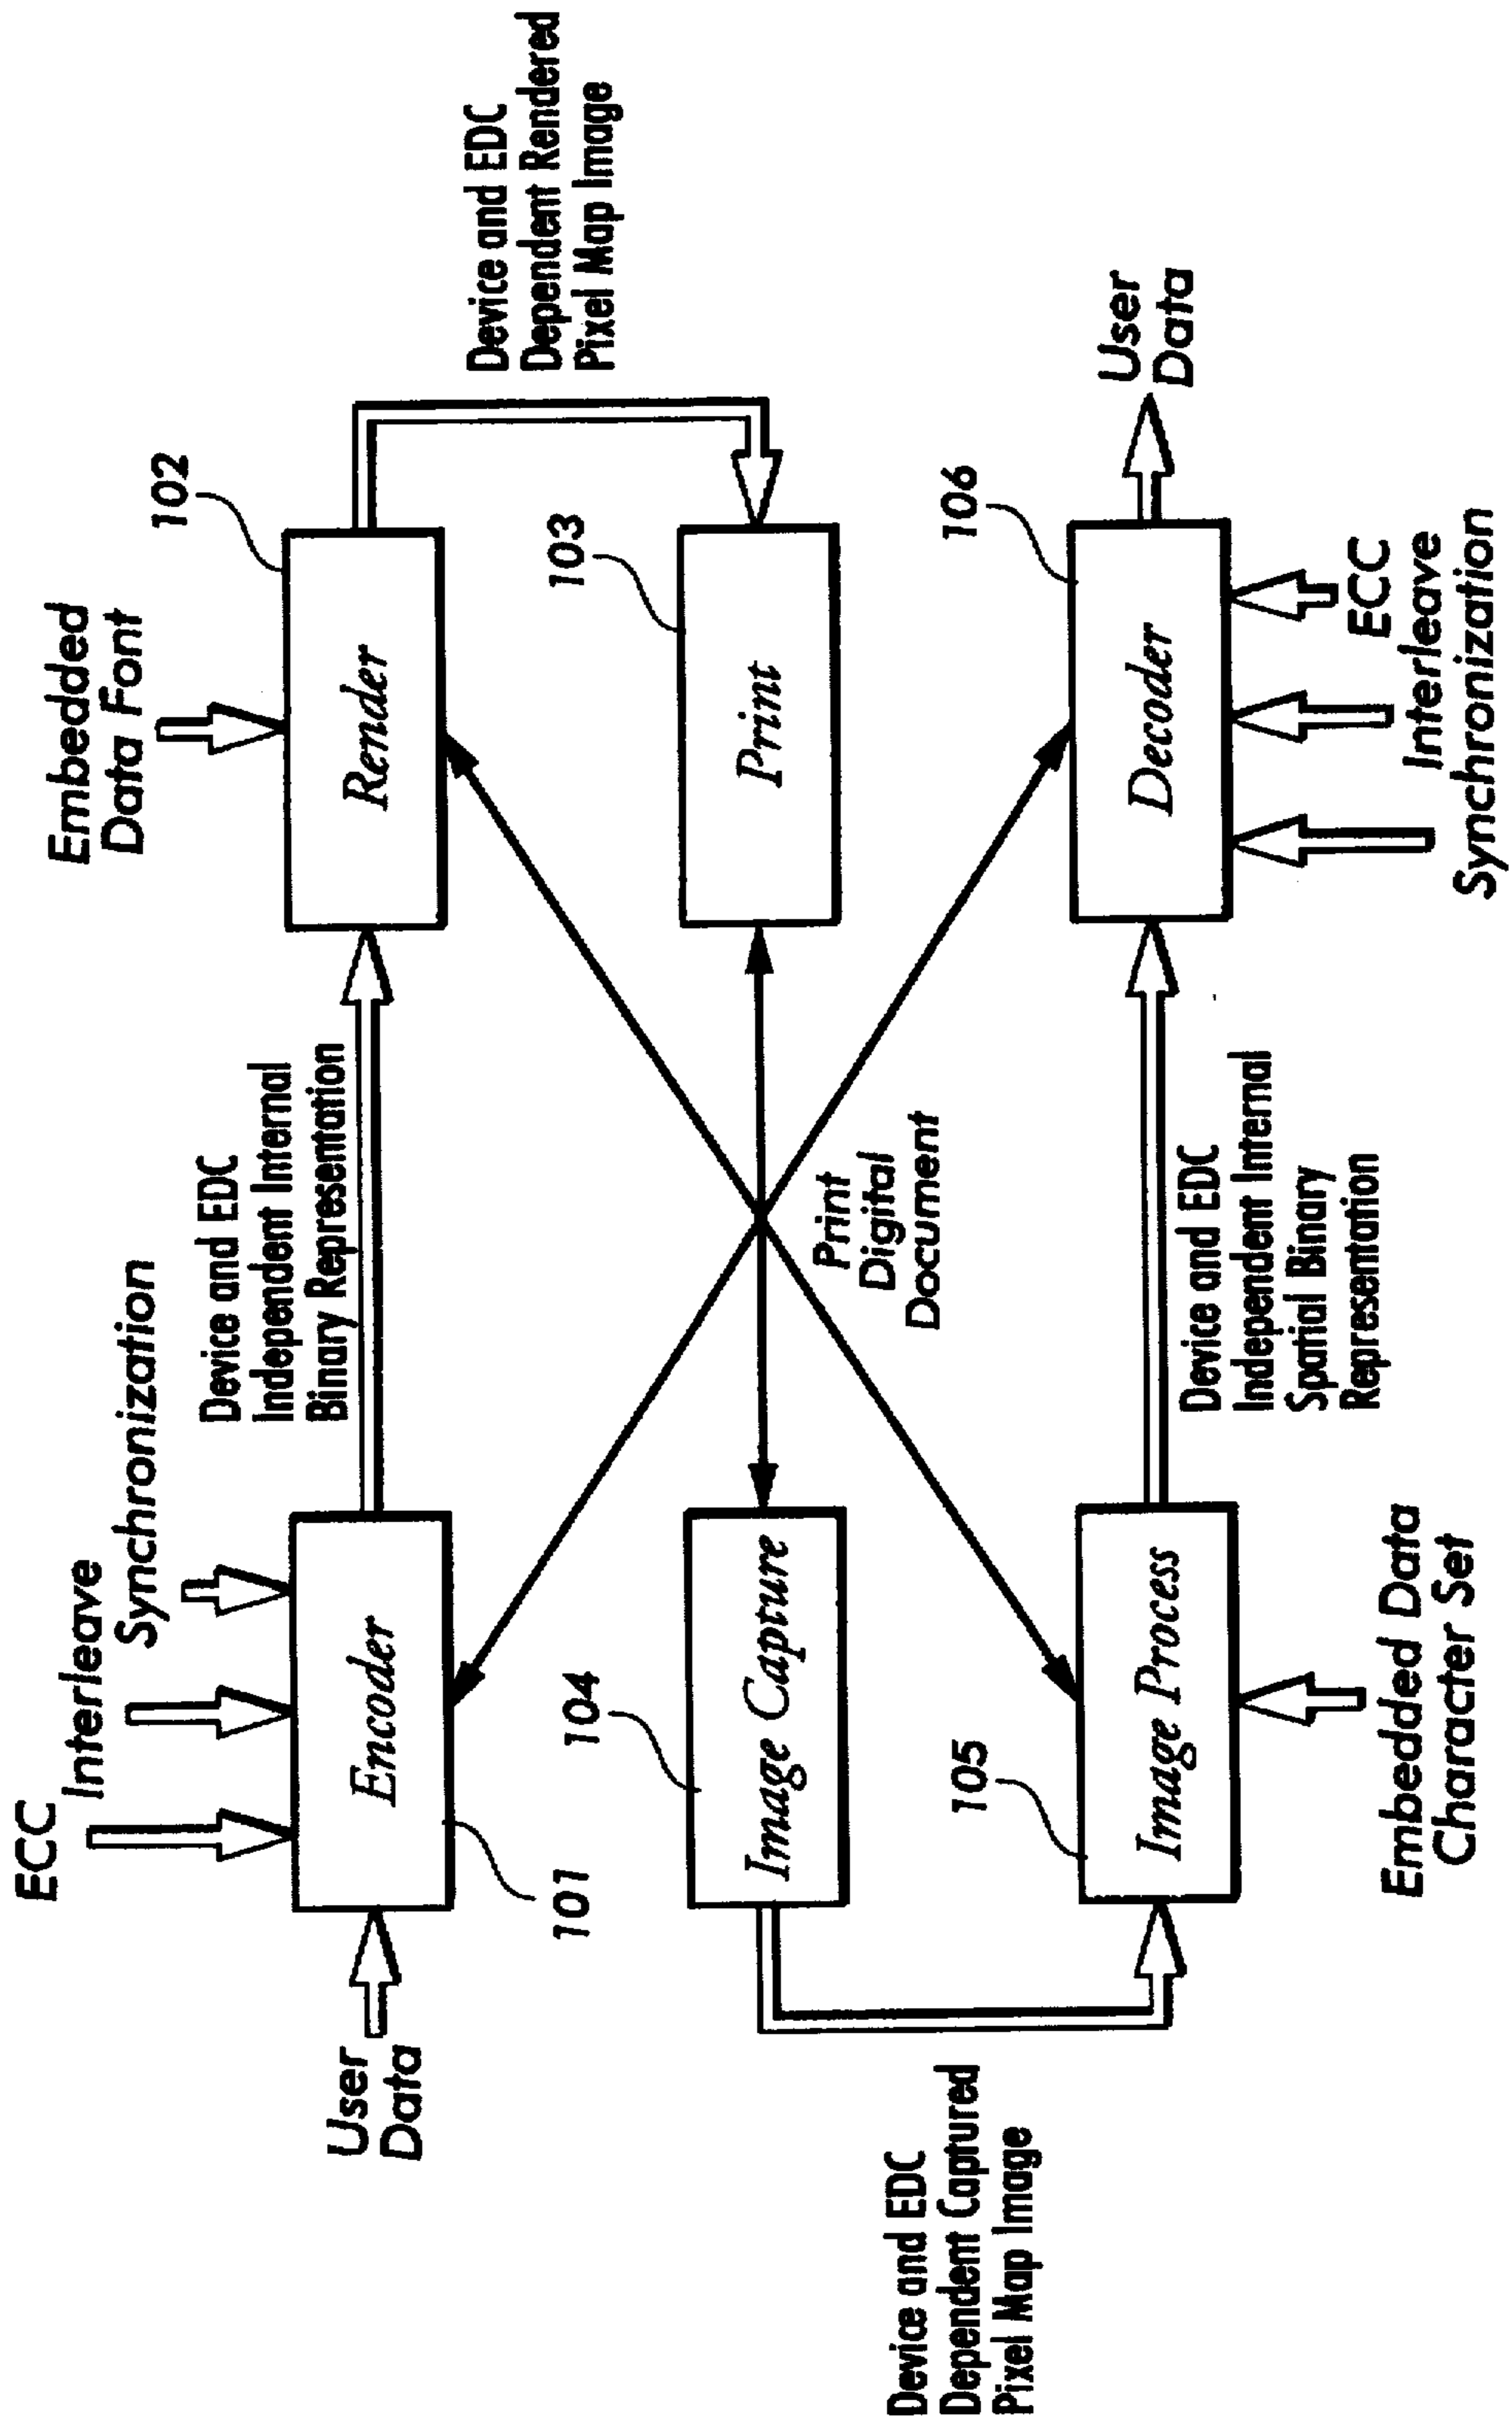 ECC
Interleave
Synchronization
Embedded
Data Font
102
User
Data
Encoder
101
Device and EDC
Independent Internal
Binary Representation
Render
Device and EDC
Dependent Rendered
Pixel Map Image
104
Image Capture
Print
Digital
Document
103
Print
Device and EDC
Dependent Captured
Pixel Map Image
105
Image Process
Device and EDC
Independent Internal
Spatial Binary
Representation
106
Decoder
User
Data
Embedded Data
Character Set
ECC
Interleave
Synchronization